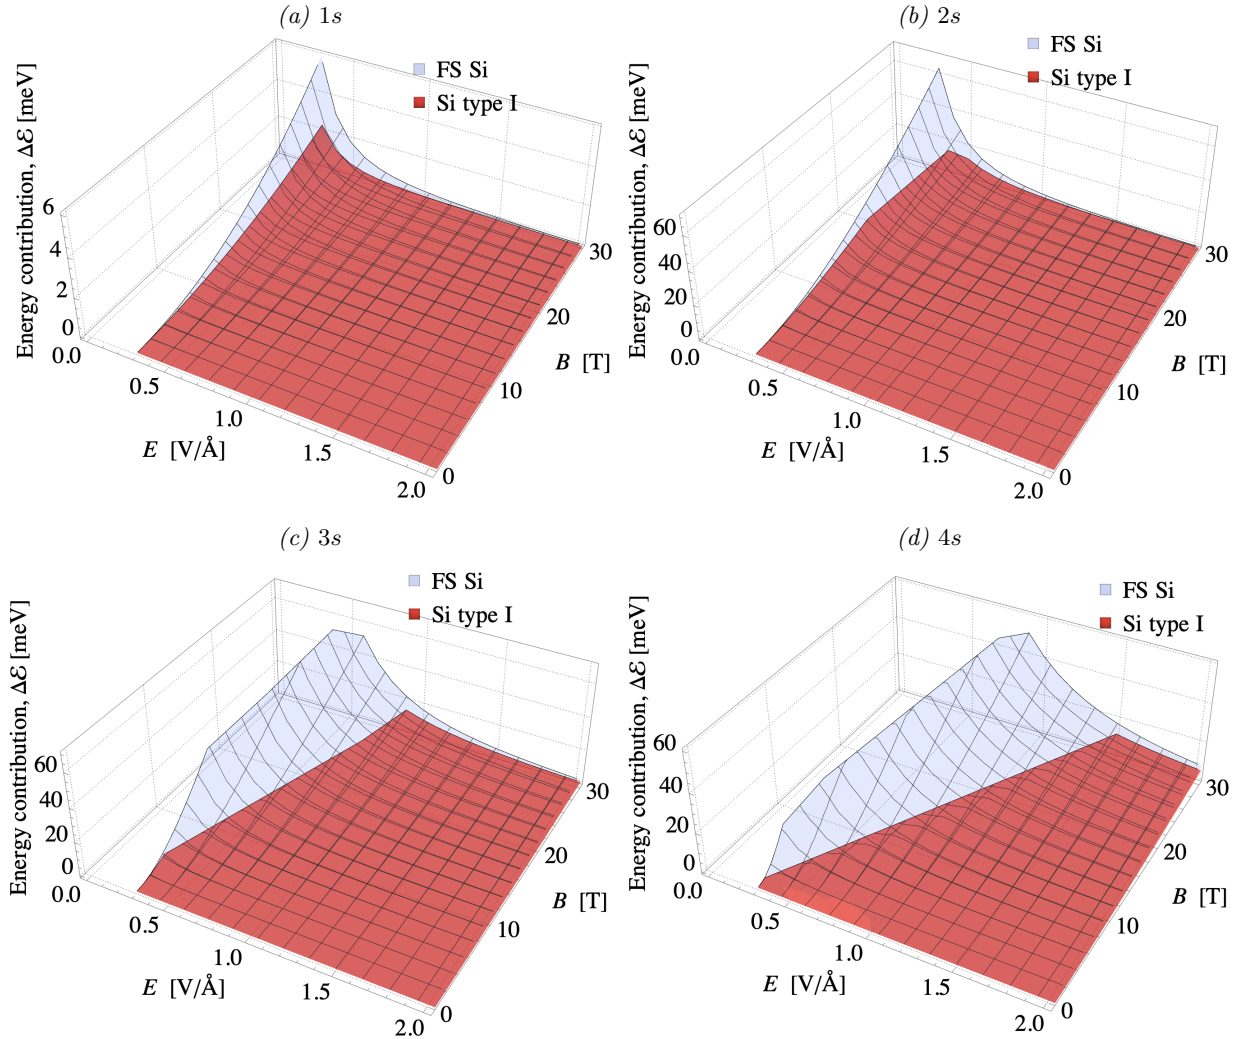 (a) 1s
FS Si
Si type I
Energy contribution, Δℰ [meV]
6
4
2
0
0.0
0.5
1.0
1.5
2.0
E [V/Å]
0
10
20
30
B [T]
(b) 2s
FS Si
Si type I
Energy contribution, Δℰ [meV]
60
40
20
0
0.0
0.5
1.0
1.5
2.0
E [V/Å]
0
10
20
30
B [T]
(c) 3s
FS Si
Si type I
Energy contribution, Δℰ [meV]
60
40
20
0
0.0
0.5
1.0
1.5
2.0
E [V/Å]
0
10
20
30
B [T]
(d) 4s
FS Si
Si type I
Energy contribution, Δℰ [meV]
60
40
20
0
0.0
0.5
1.0
1.5
2.0
E [V/Å]
0
10
20
30
B [T]